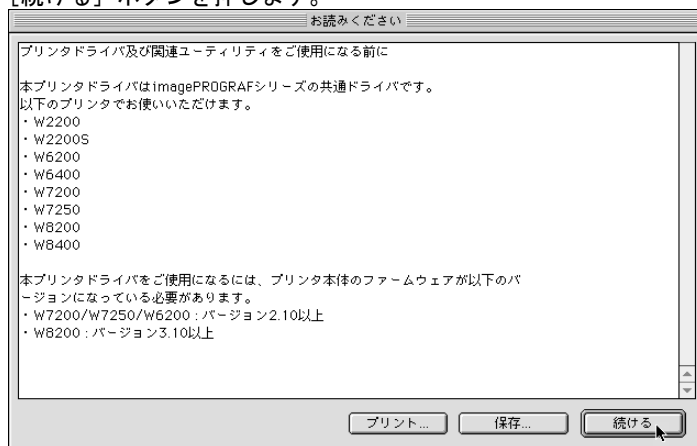 [続ける] ボタンを押します。
お読みください
プリンタドライバ及び関連ユーティリティをご使用になる前に
本プリンタドライバはimagePROGRAFシリーズの共通ドライバです。
以下のプリンタでお使いいただけます。
・W2200
・W2200S
・W6200
・W6400
・W7200
・W7250
・W8200
・W8400
本プリンタドライバをご使用になるには、プリンタ本体のファームウェアが以下のバ
ージョンになっている必要があります。
・W7200/W7250/W6200 : バージョン2.10以上
・W8200 : バージョン3.10以上
プリント... 保存... 続ける